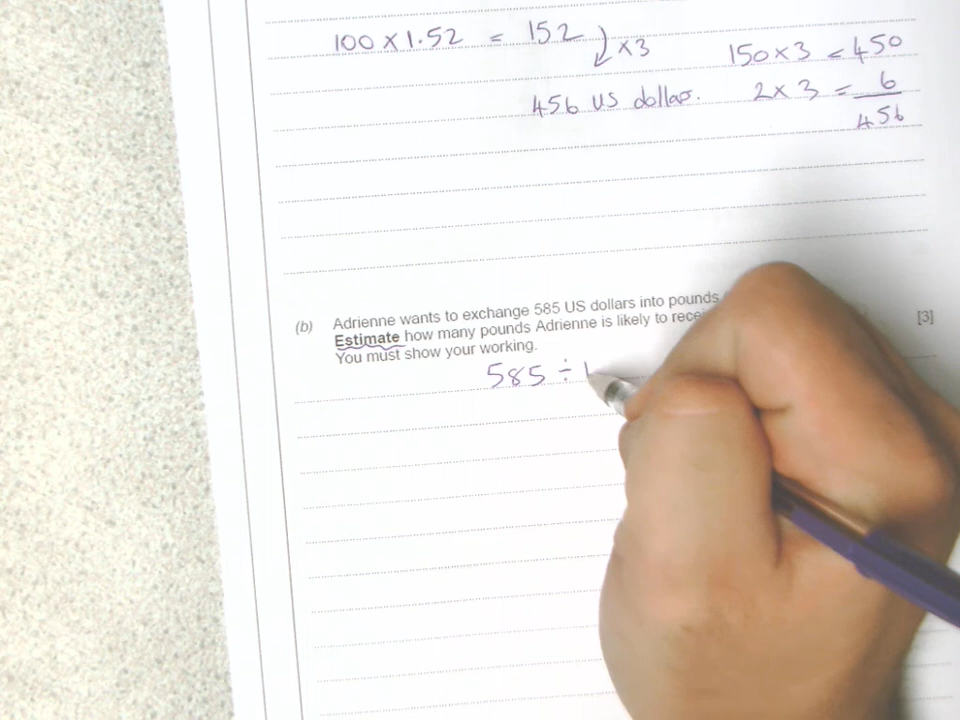 100 × 1.52 = 152
× 3
150 × 3 = 450
456 US dollars.
2 × 3 = 6
456
(b) Adrienne wants to exchange 585 US dollars into pounds
[3]
Estimate how many pounds Adrienne is likely to
You must show your working.
585 ÷